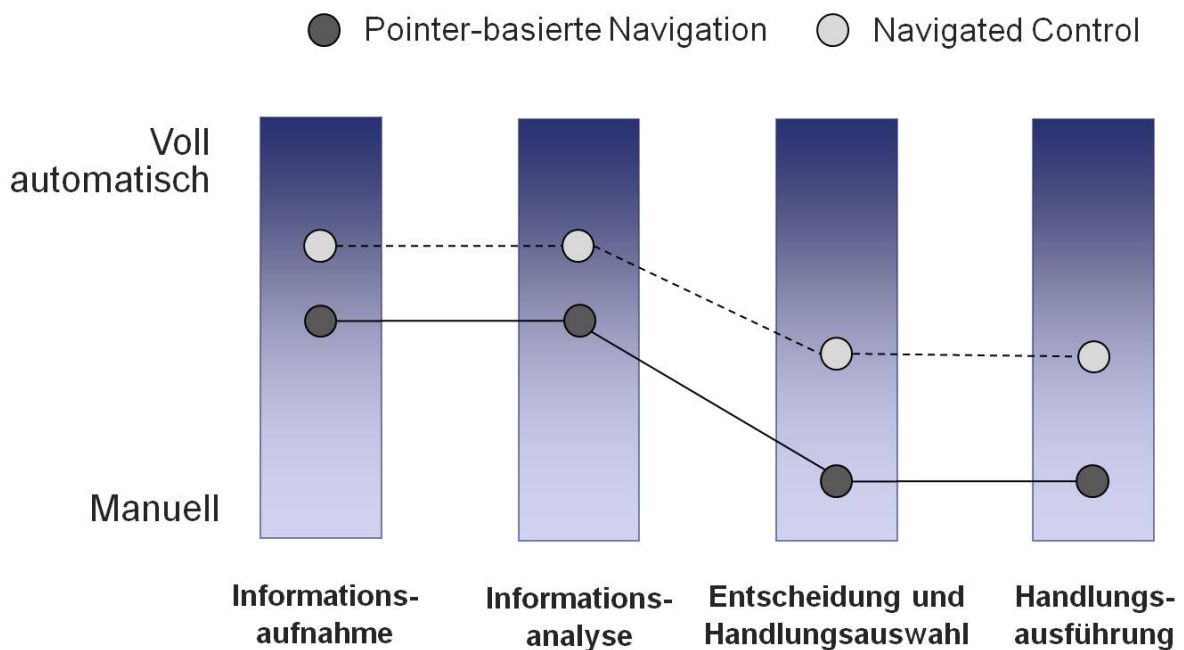 Pointer-basierte Navigation
Navigated Control
Voll
automatisch
Manuell
Informations-
aufnahme
Informations-
analyse
Entscheidung und
Handlungsauswahl
Handlungs-
ausführung